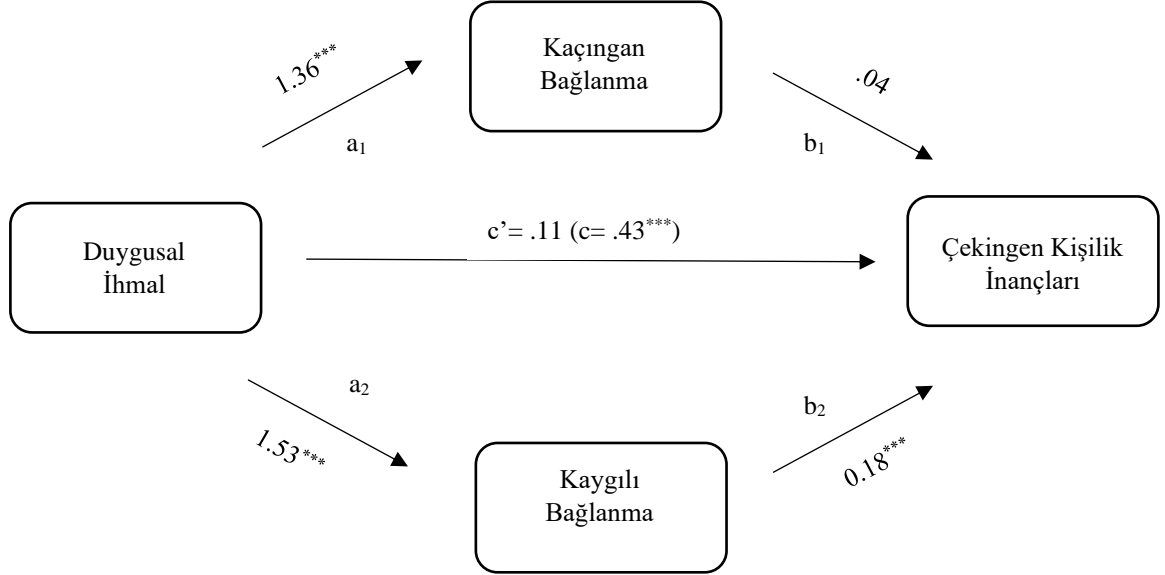 Kaçıngan
Bağlanma
1.36***
.04
a₁
b₁
c’= .11 (c= .43***)
Duygusal
İhmal
Çekingen Kişilik
İnançları
a₂
b₂
1.53***
0.18***
Kaygılı
Bağlanma